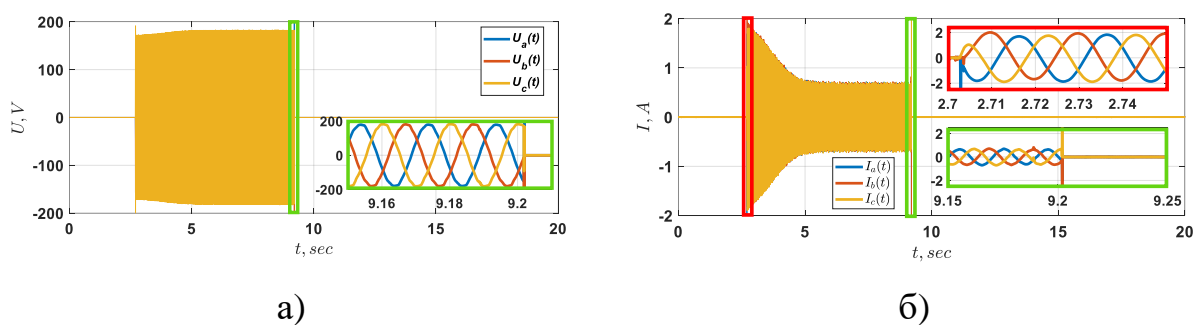 200
100
0
-100
-200
U, V
U_a(t)
U_b(t)
U_c(t)
200
0
-200
9.16 9.18 9.2
0 5 10 15 20
t, sec
а)
2
1
0
-1
-2
I, A
2
0
-2
2.7 2.71 2.72 2.73 2.74
2
0
-2
9.15 9.2 9.25
I_a(t)
I_b(t)
I_c(t)
0 5 10 15 20
t, sec
б)